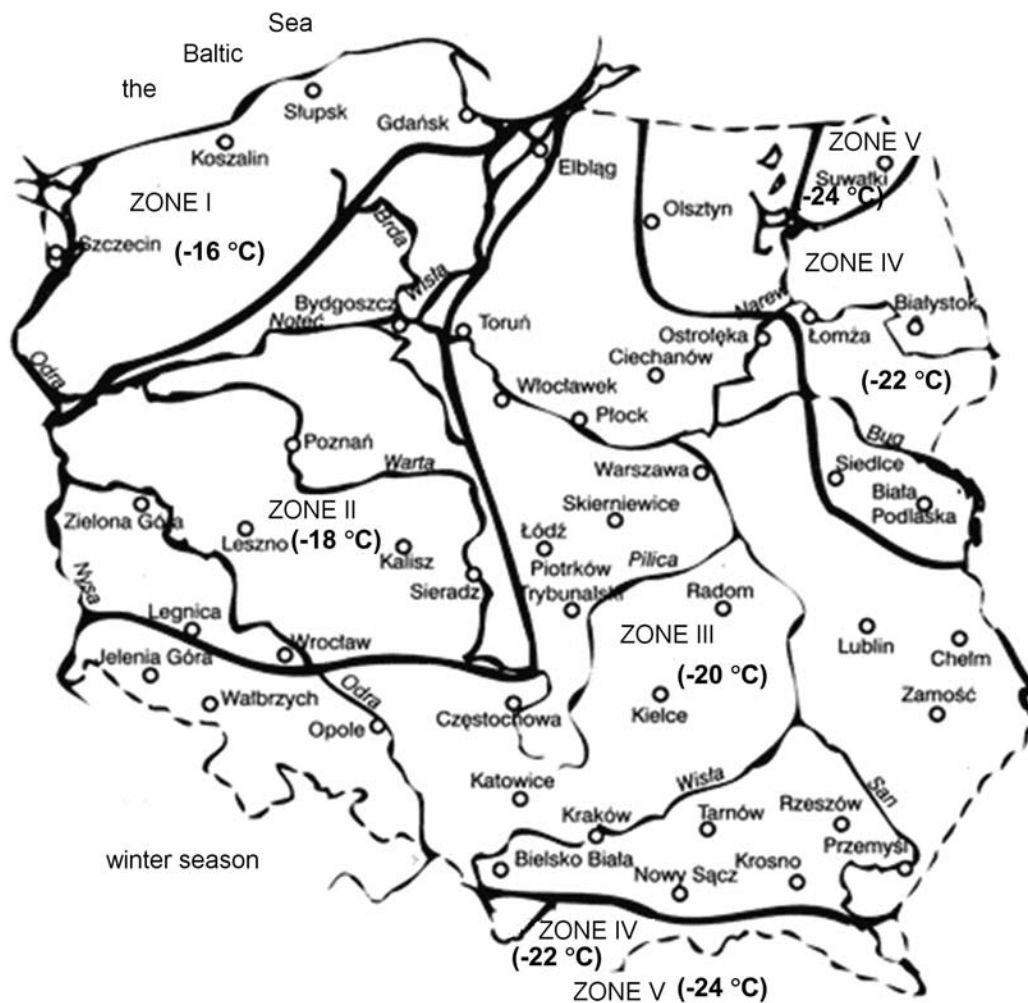 Sea
Baltic
the
Słupsk
Gdańsk
Koszalin
Elbląg
ZONE V
Suwałki
(-24 °C)
ZONE I
Olsztyn
Brda
Szczecin
(-16 °C)
ZONE IV
Wisła
Bydgoszcz
Noteć
Toruń
Narew
Białystok
Ostrołęka
Łomża
Odra
Ciechanów
(-22 °C)
Włocławek
Płock
Bug
Poznań
Warta
Warszawa
Siedlce
Skierniewice
Biała
Podlaska
Zielona Góra
ZONE II
Leszno
(-18 °C)
Łódź
Kalisz
Piotrków
Pilica
Nysa
Sieradz
Trybunalski
Radom
Legnica
ZONE III
Wrocław
Lublin
Chełm
Jelenia Góra
(-20 °C)
Odra
Wałbrzych
Zamość
Częstochowa
Kielce
Opole
Katowice
Wisła
San
Kraków
Tarnów
Rzeszów
Przemyśl
winter season
Bielsko Biała
Krosno
Nowy Sącz
ZONE IV
(-22 °C)
ZONE V
(-24 °C)